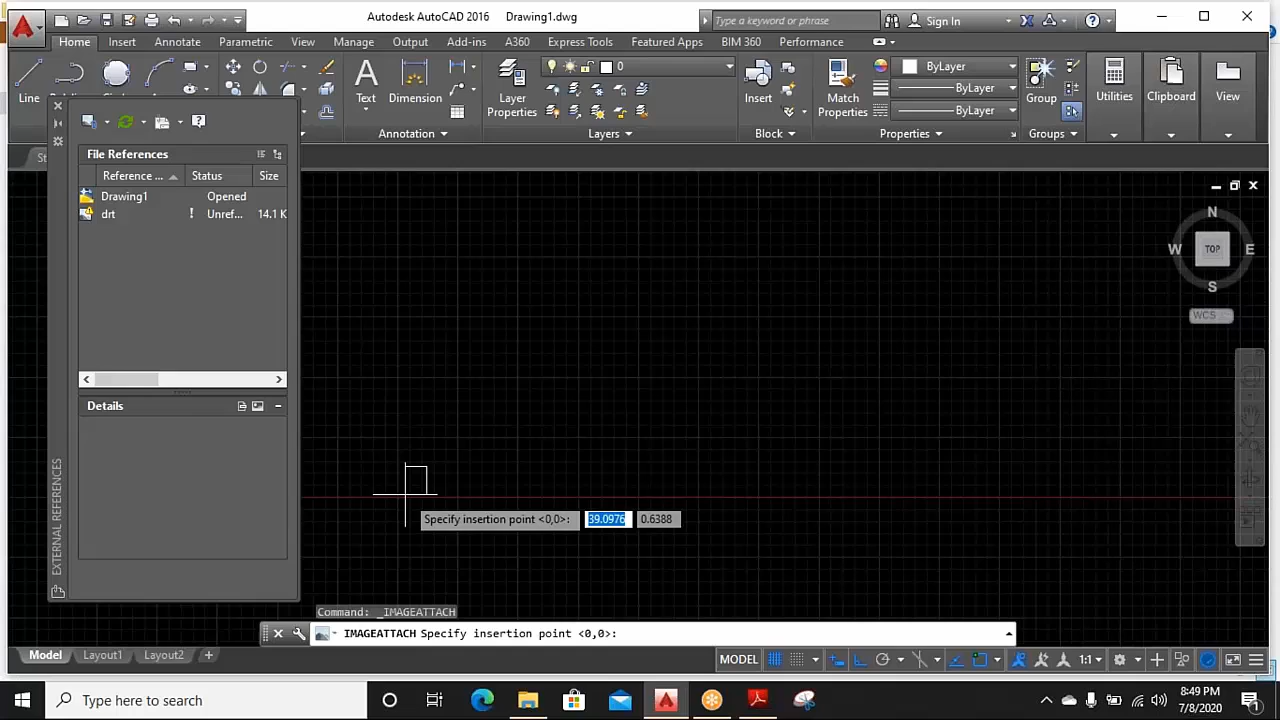 Autodesk AutoCAD 2016 Drawing1.dwg
Type a keyword or phrase
Sign In
Home Insert Annotate Parametric View Manage Output Add-ins A360 Express Tools Featured Apps BIM 360 Performance
Line
Text
Dimension
Layer
Properties
0
Insert
Match
Properties
ByLayer
ByLayer
ByLayer
Group
Utilities
Clipboard
View
Annotation
Layers
Block
Properties
Groups
File References
Reference ... Status Size
Drawing1 Opened
drt ! Unref... 14.1 K
Details
EXTERNAL REFERENCES
N
W TOP E
S
WCS
Specify insertion point <0,0>: 39.0976 0.6388
Command: _IMAGEATTACH
IMAGEATTACH Specify insertion point <0,0>:
Model Layout1 Layout2 +
MODEL 1:1
Type here to search
8:49 PM
7/8/2020
1